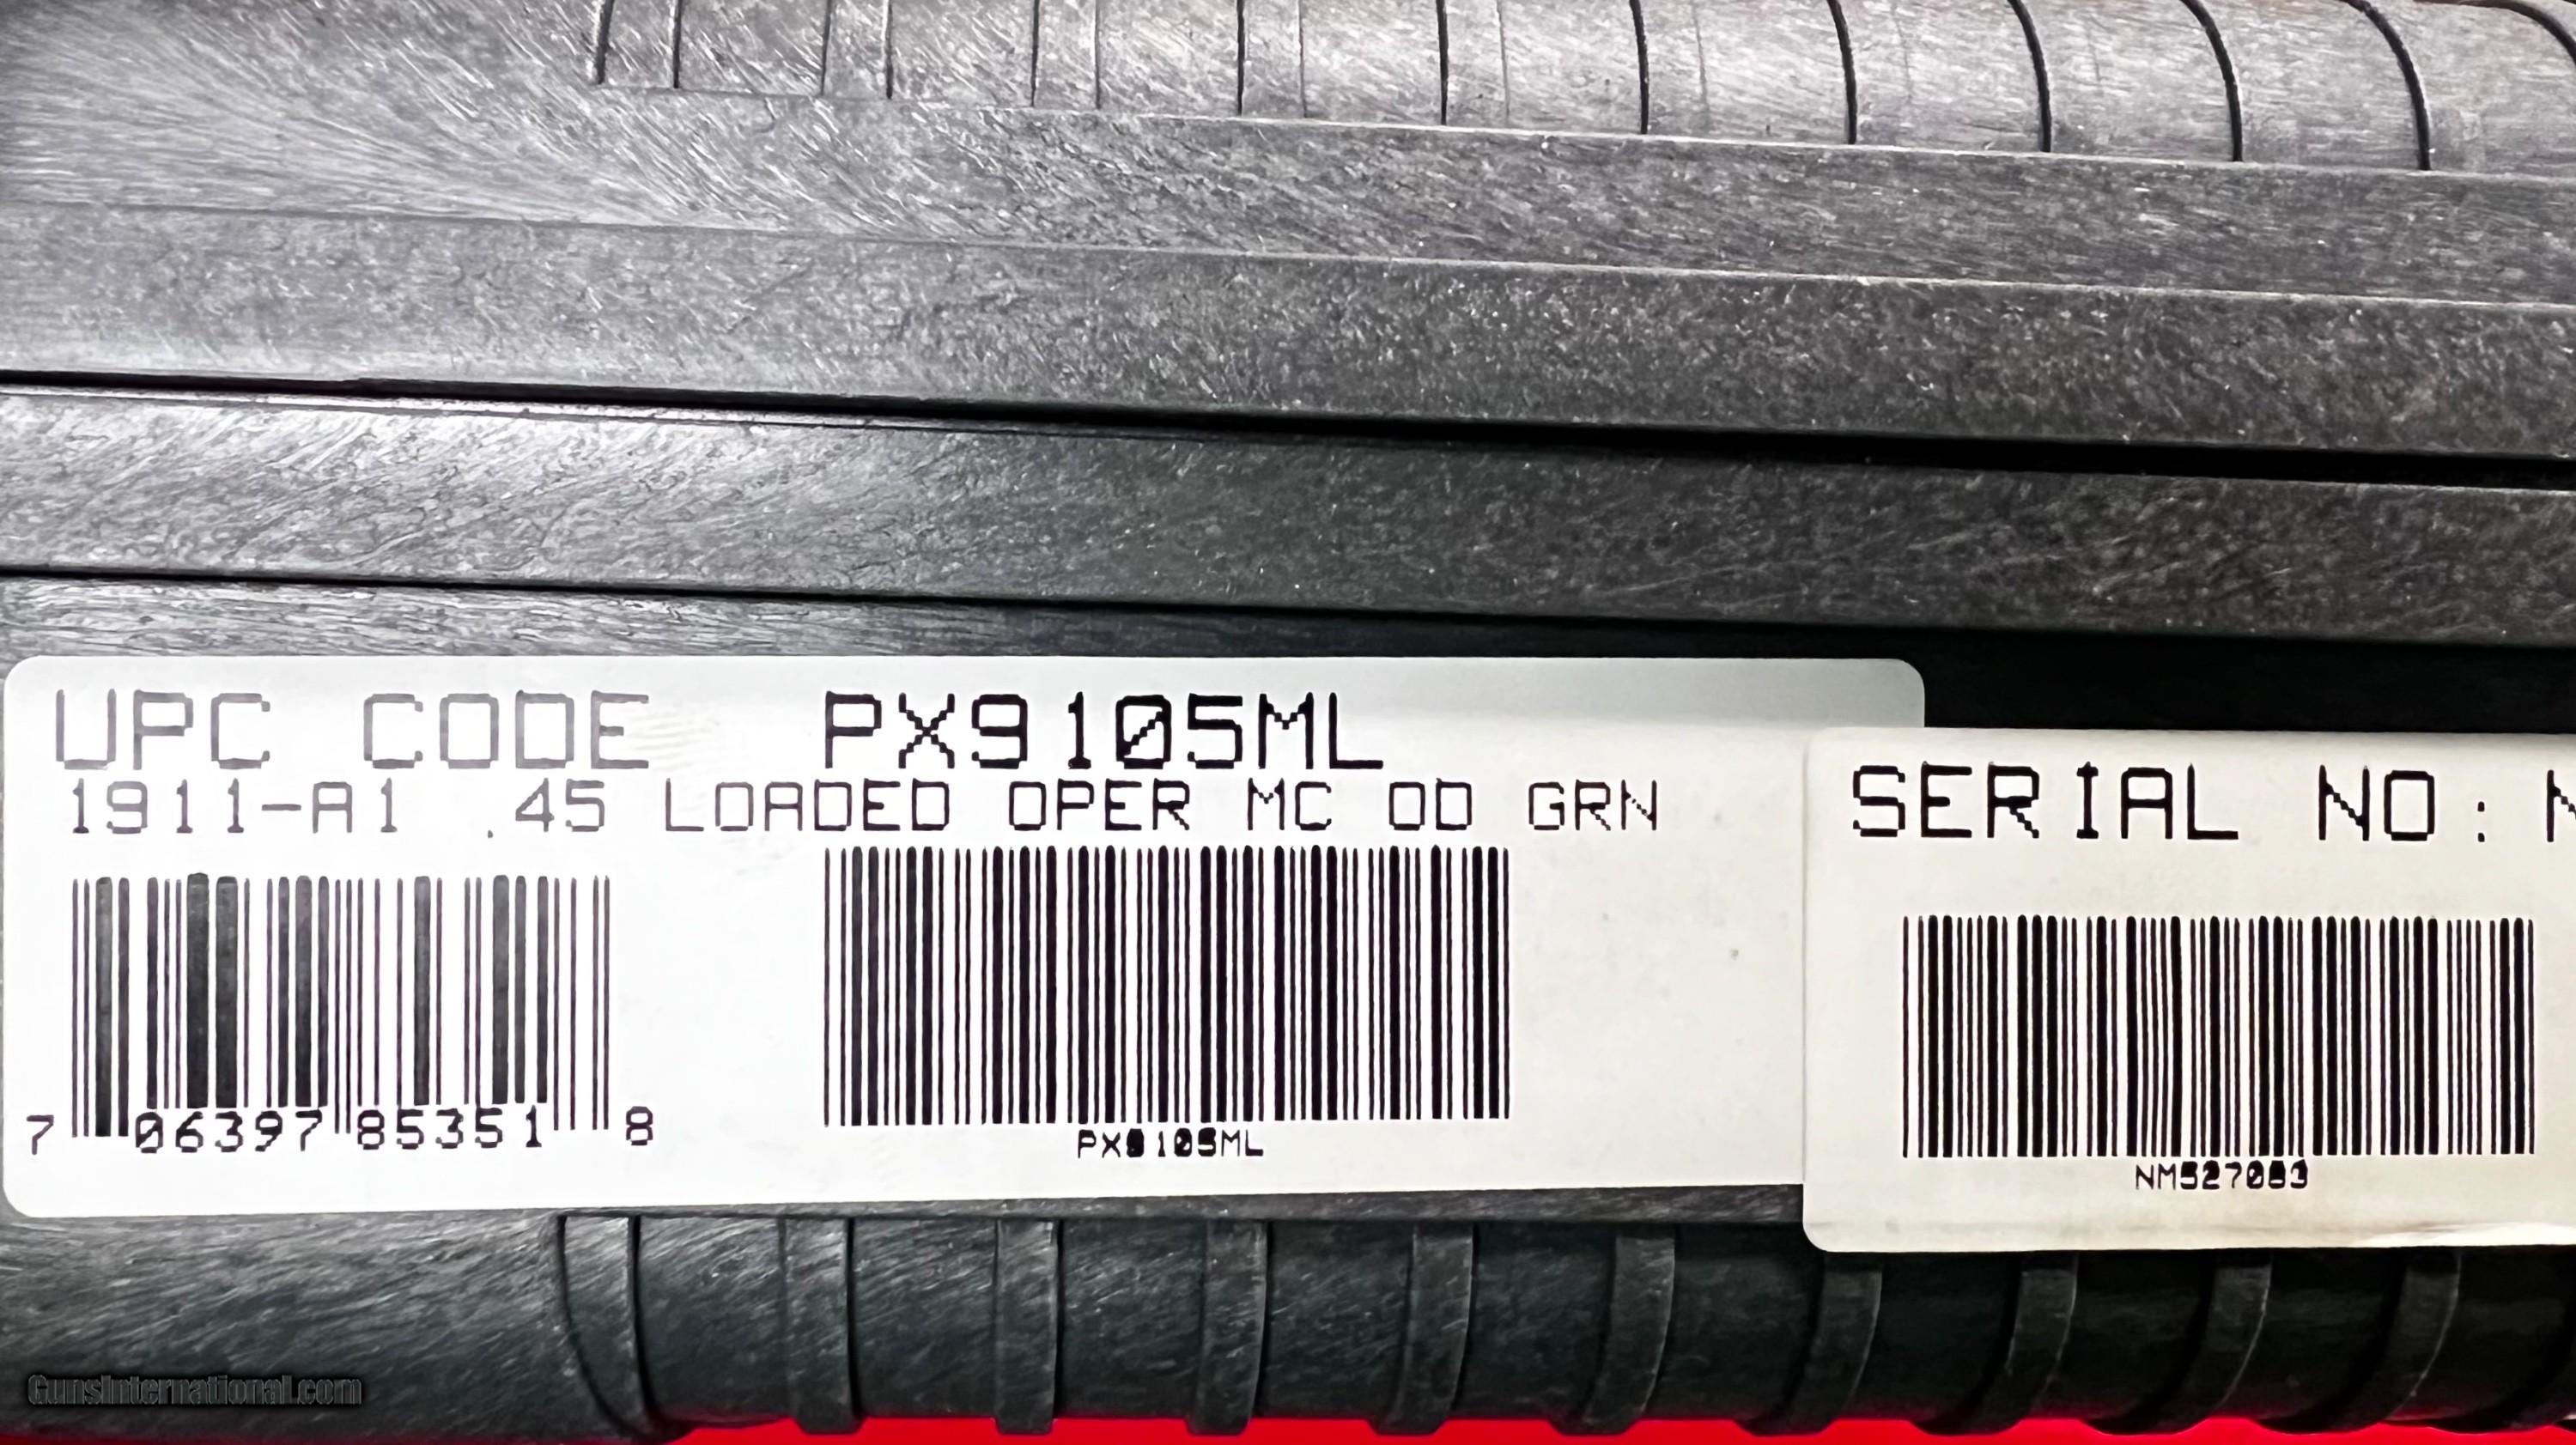 UPC CODE PX9105ML
1911-A1 .45 LOADED OPER MC OD GRN
7 06397 85351 8
PX9105ML
SERIAL NO:
GunsInternational.com